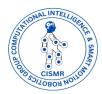 COMPUTATIONAL INTELLIGENCE & SMART MOTION ROBOTICS GROUP
CISMR